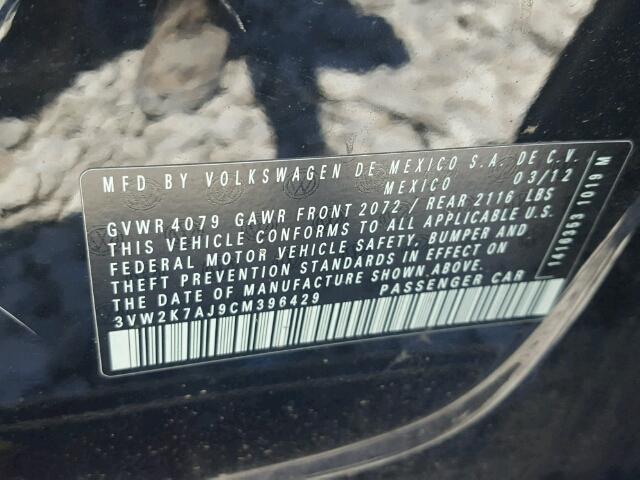 MFD BY VOLKSWAGEN DE MEXICO S.A. DE C.V.
MEXICO 03/12
GVWR 4079 GAWR FRONT 2072 / REAR 2116 LBS
THIS VEHICLE CONFORMS TO ALL APPLICABLE U.S.
FEDERAL MOTOR VEHICLE SAFETY, BUMPER AND
THEFT PREVENTION STANDARDS IN EFFECT ON
THE DATE OF MANUFACTURE SHOWN ABOVE.
3VW2K7AJ9CM396429 PASSENGER CAR
1416363 1019 M